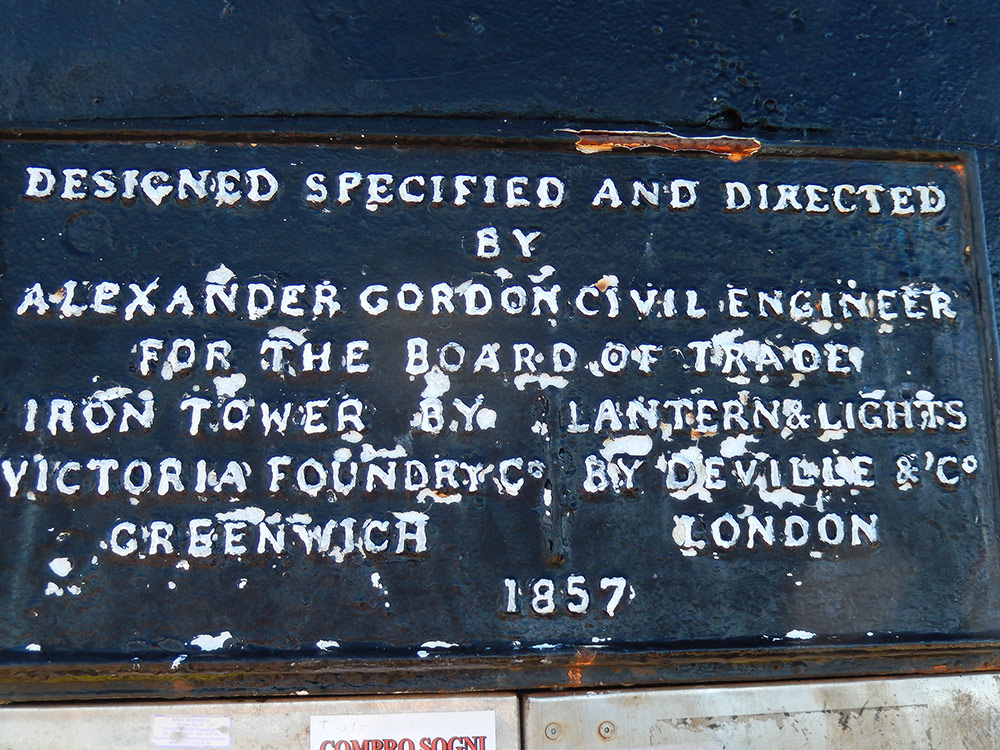 DESIGNED SPECIFIED AND DIRECTED
BY
ALEXANDER GORDON CIVIL ENGINEER
FOR THE BOARD OF TRADE
IRON TOWER BY
VICTORIA FOUNDRY Co
GREENWICH
LANTERN & LIGHTS
BY DEVILLE & 'Co
LONDON
1857
COMPRO SOGNI